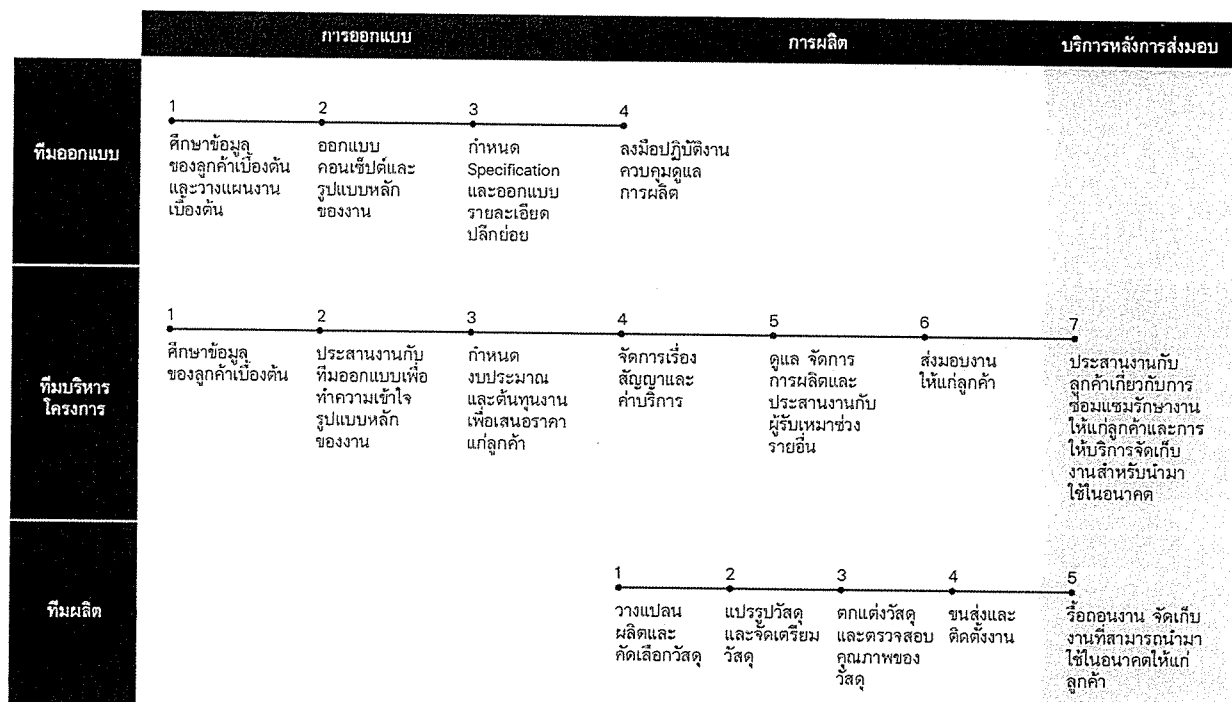 การออกแบบ
การผลิต
บริการหลังการส่งมอบ
ทีมออกแบบ
1
ศึกษาข้อมูล
ของลูกค้าเบื้องต้น
และวางแผนงาน
เบื้องต้น
2
ออกแบบ
คอนเซ็ปต์และ
รูปแบบหลัก
ของงาน
3
กำหนด
Specification
และออกแบบ
รายละเอียด
ปลีกย่อย
4
ลงมือปฏิบัติงาน
ควบคุมดูแล
การผลิต
ทีมบริหาร
โครงการ
1
ศึกษาข้อมูล
ของลูกค้าเบื้องต้น
2
ประสานงานกับ
ทีมออกแบบเพื่อ
ทำความเข้าใจ
รูปแบบหลัก
ของงาน
3
กำหนด
งบประมาณ
และต้นทุนงาน
เพื่อเสนอราคา
แก่ลูกค้า
4
จัดการเรื่อง
สัญญาและ
ค่าบริการ
5
ดูแล จัดการ
การผลิตและ
ประสานงานกับ
ผู้รับเหมาช่วง
รายอื่น
6
ส่งมอบงาน
ให้แก่ลูกค้า
7
ประสานงานกับ
ลูกค้าเกี่ยวกับการ
ซ่อมแซมรักษางาน
ให้แก่ลูกค้าและการ
ให้บริการจัดเก็บ
งานสำหรับนำมา
ใช้ในอนาคต
ทีมผลิต
1
วางแปลน
ผลิตและ
คัดเลือกวัสดุ
2
แปรรูปวัสดุ
และจัดเตรียม
วัสดุ
3
ตกแต่งวัสดุ
และตรวจสอบ
คุณภาพของ
วัสดุ
4
ขนส่งและ
ติดตั้งงาน
5
รื้อถอนงาน จัดเก็บ
งานที่สามารถนำมา
ใช้ในอนาคตให้แก่
ลูกค้า